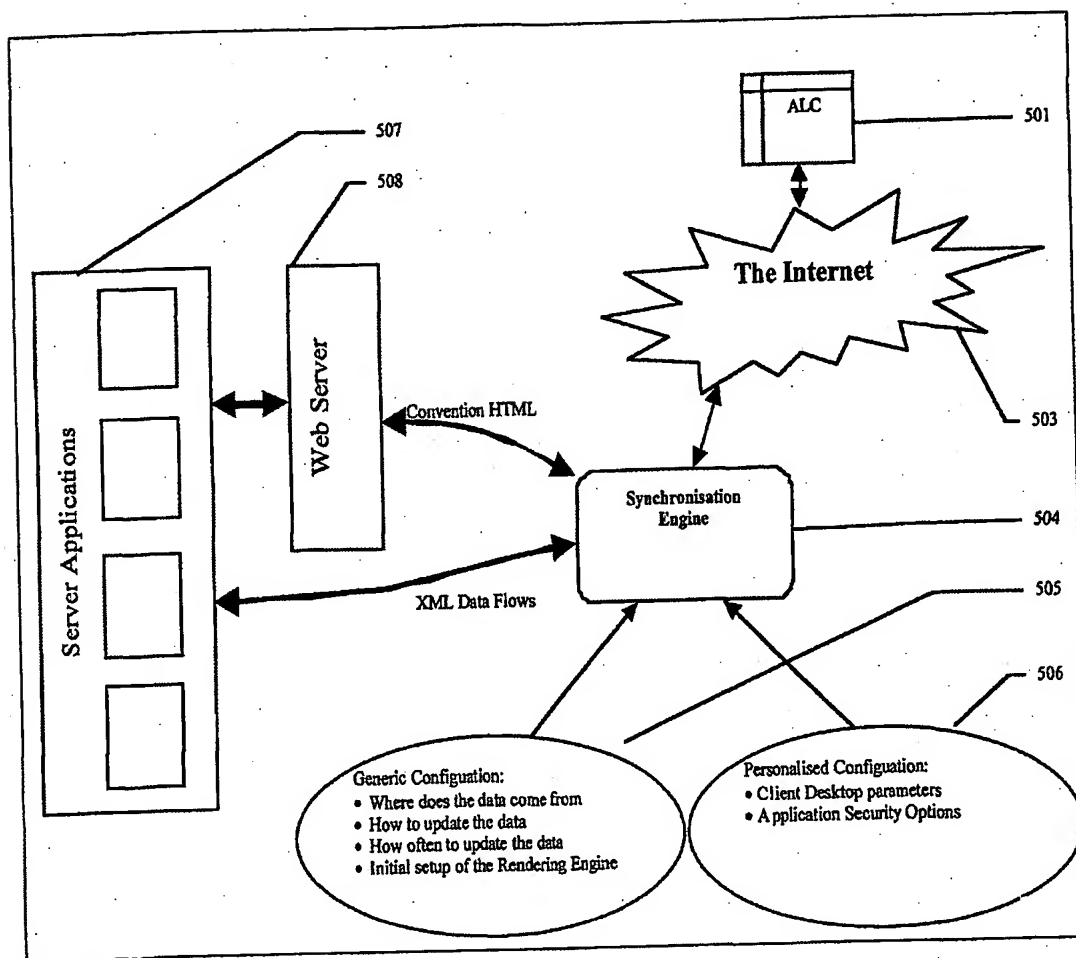 ALC
501
507
508
The Internet
503
Server Applications
Web Server
Convention HTML
Synchronisation
Engine
504
XML Data Flows
505
506
Generic Configuation:
• Where does the data come from
• How to update the data
• How often to update the data
• Initial setup of the Rendering Engine
Personalised Configuation:
• Client Desktop parameters
• Application Security Options